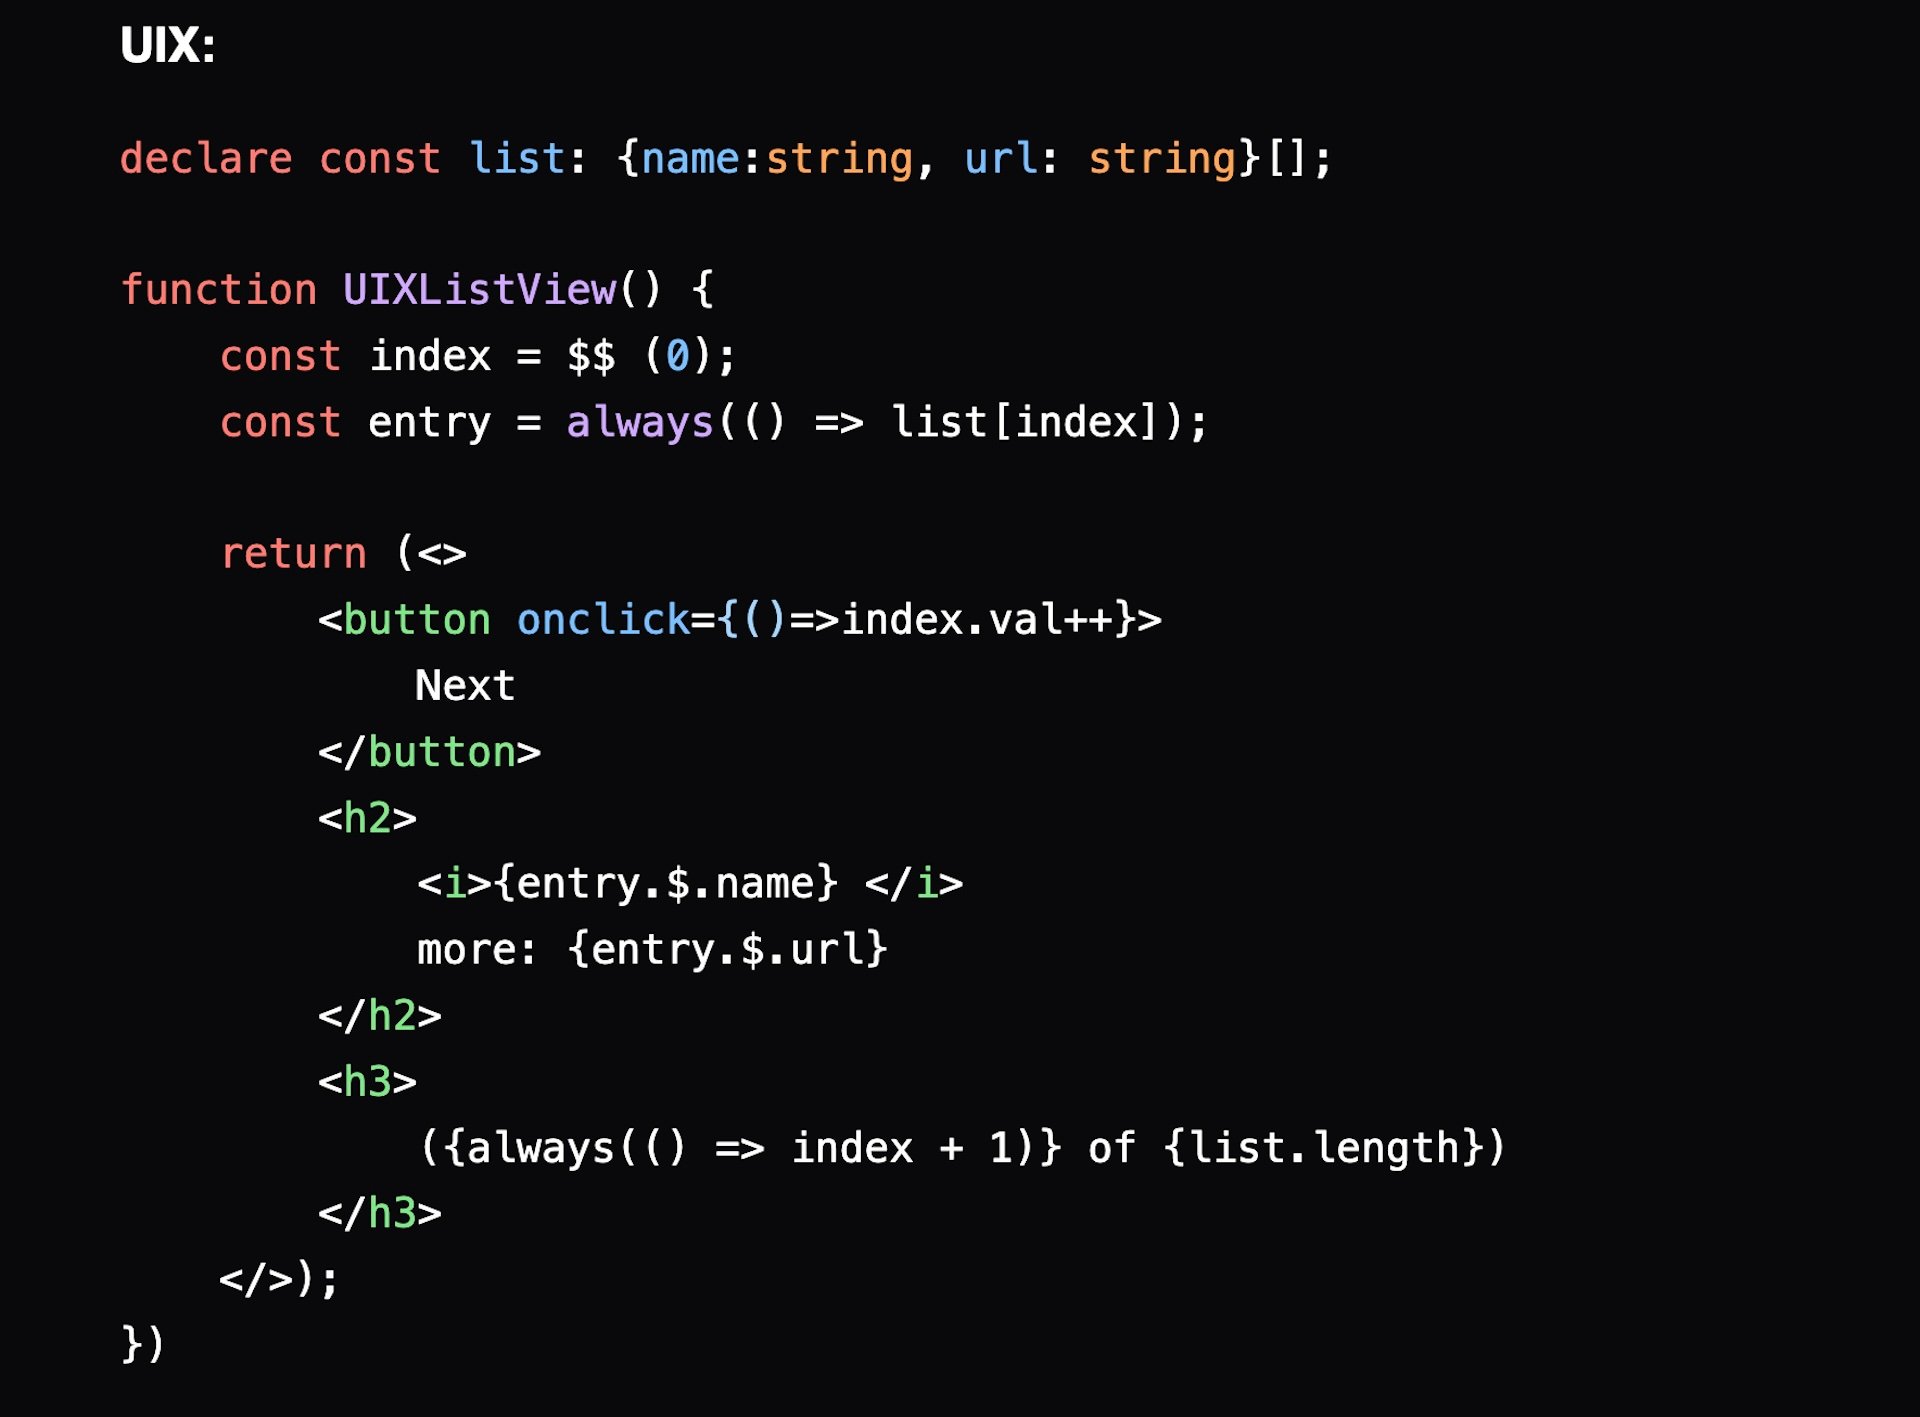 UIX:
declare const list: {name:string, url: string}[];
function UIXListView() {
const index = $$ (0);
const entry = always(() => list[index]);
return (<>
<button onclick={()=>index.val++}>
Next
</button>
<h2>
<i>{entry.$.name} </i>
more: {entry.$.url}
</h2>
<h3>
({always(() => index + 1)} of {list.length})
</h3>
</>);
})